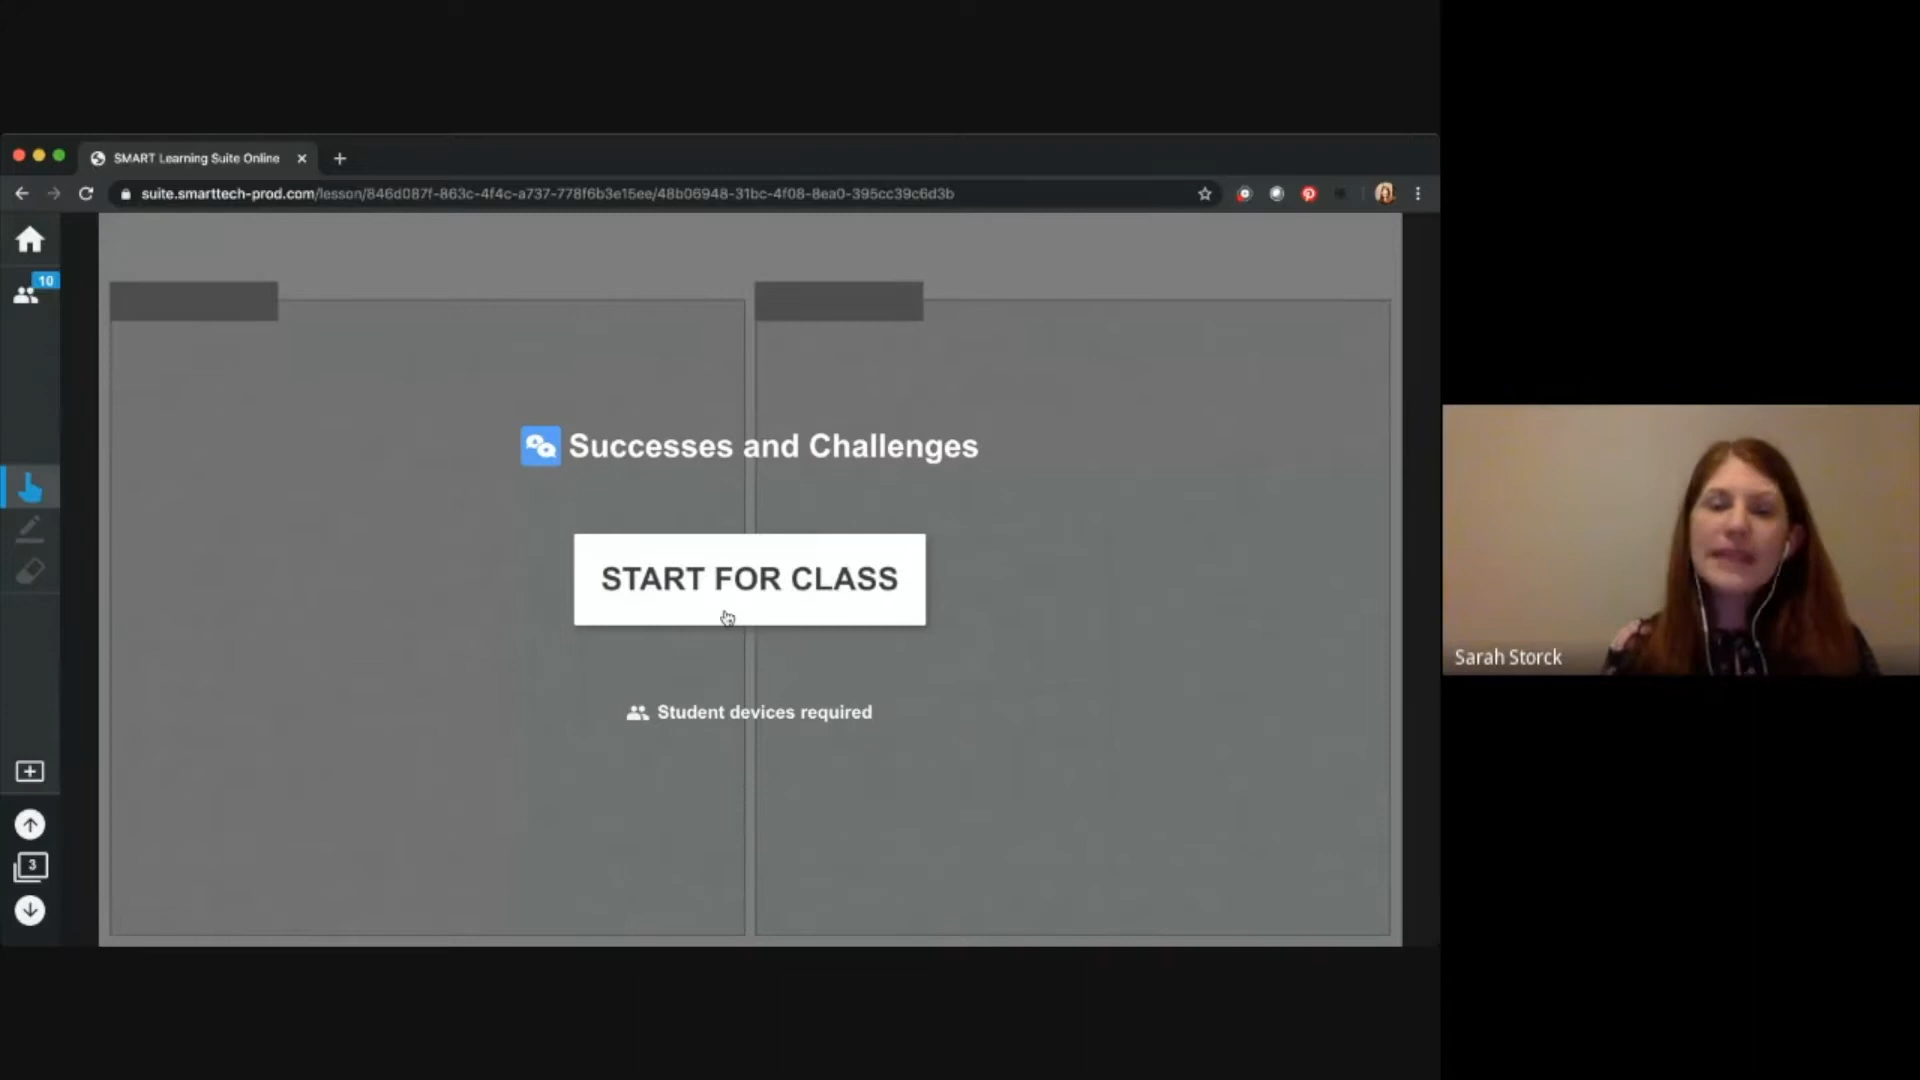 SMART Learning Suite Online
suite.smarttech-prod.com/lesson/846d087f-863c-4f4c-a737-778f6b3e15ee/48b06948-31bc-4f08-8ea0-395cc39c6d3b
10
Successes and Challenges
START FOR CLASS
Student devices required
3
Sarah Storck